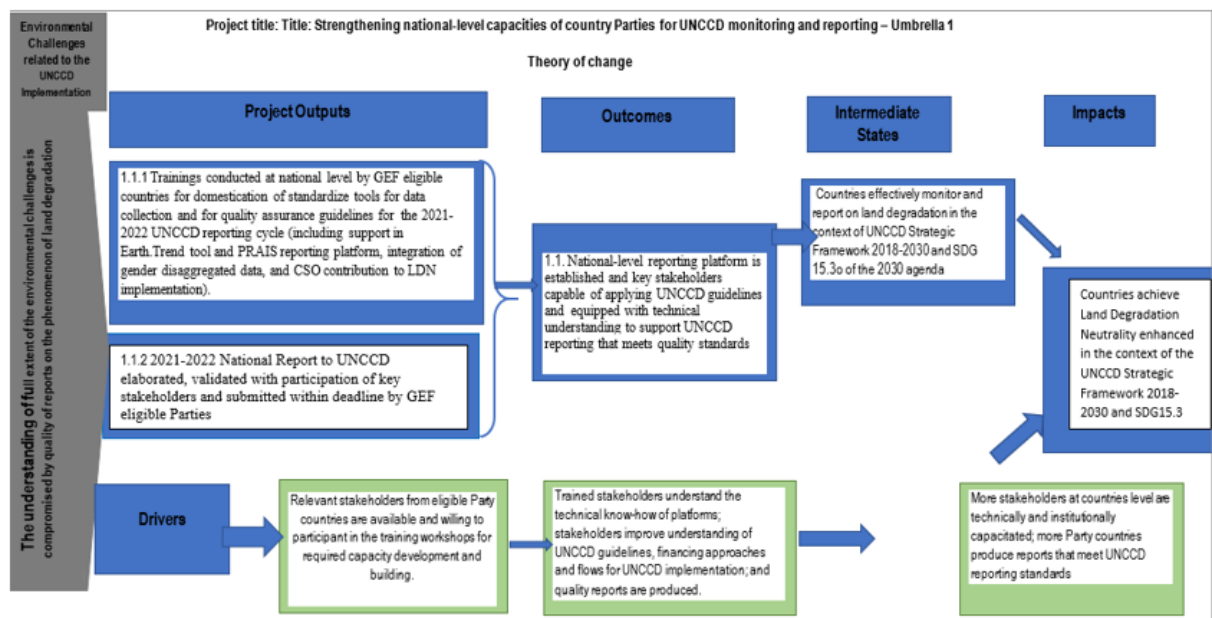 Environmental
Challenges
related to the
UNCCD
Implementation
Project title: Title: Strengthening national-level capacities of country Parties for UNCCD monitoring and reporting – Umbrella 1
Theory of change
Project Outputs
Outcomes
Intermediate
States
Impacts
The understanding of full extent of the environmental challenges is
compromised by quality of reports on the phenomenon of land degradation
1.1.1 Trainings conducted at national level by GEF eligible
countries for domestication of standardize tools for data
collection and for quality assurance guidelines for the 2021-
2022 UNCCD reporting cycle (including support in
Earth.Trend tool and PRAIS reporting platform, integration of
gender disaggregated data, and CSO contribution to LDN
implementation).
1.1.2 2021-2022 National Report to UNCCD
elaborated, validated with participation of key
stakeholders and submitted within deadline by GEF
eligible Parties
1.1. National-level reporting platform is
established and key stakeholders
capable of applying UNCCD guidelines
and equipped with technical
understanding to support UNCCD
reporting that meets quality standards
Countries effectively monitor and
report on land degradation in the
context of UNCCD Strategic
Framework 2018-2030 and SDG
15.3o of the 2030 agenda
Countries achieve
Land Degradation
Neutrality enhanced
in the context of the
UNCCD Strategic
Framework 2018-
2030 and SDG15.3
Drivers
Relevant stakeholders from eligible Party
countries are available and willing to
participant in the training workshops for
required capacity development and
building.
Trained stakeholders understand the
technical know-how of platforms;
stakeholders improve understanding of
UNCCD guidelines, financing approaches
and flows for UNCCD implementation; and
quality reports are produced.
More stakeholders at countries level are
technically and institutionally
capacitated; more Party countries
produce reports that meet UNCCD
reporting standards